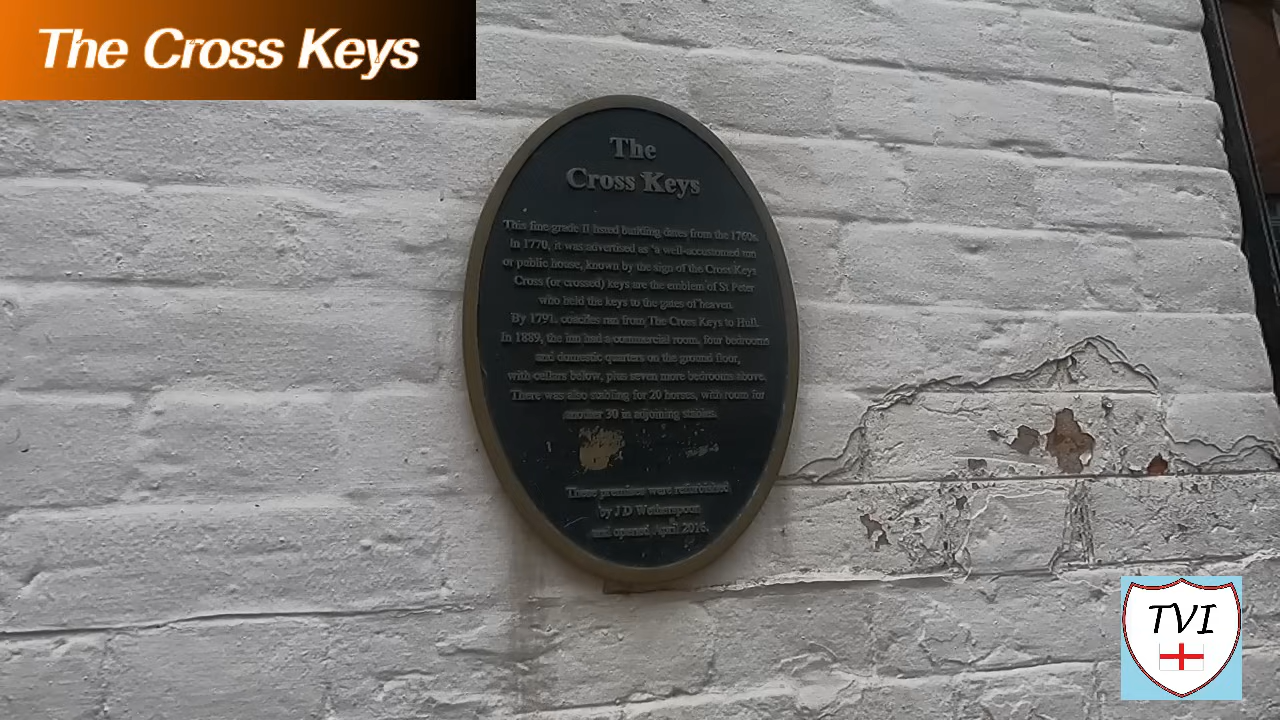 The Cross Keys
The
Cross Keys
This fine grade II listed building dates from the 1760s.
In 1770, it was advertised as 'a well-accustomed inn
or public house, known by the sign of the Cross Keys
Cross (or crossed) keys are the emblem of St Peter
who held the keys to the gates of heaven.
By 1791, coaches ran from The Cross Keys to Hull.
In 1889, the inn had a commercial room, four bedrooms
and domestic quarters on the ground floor,
with cellars below, plus seven more bedrooms above.
There was also stabling for 20 horses, with room for
another 30 in adjoining stables.
These premises were refurbished
by J D Wetherspoon
and opened April 2016.
TVI